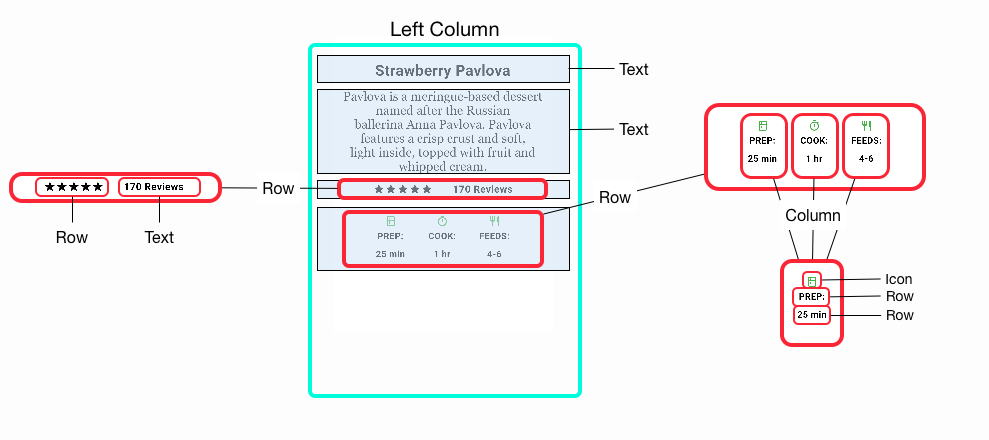 Left Column
Strawberry Pavlova
Text
Pavlova is a meringue-based dessert
named after the Russian
ballerina Anna Pavlova. Pavlova
features a crisp crust and soft,
light inside, topped with fruit and
whipped cream.
Text
170 Reviews
Row
Text
Row
170 Reviews
PREP: COOK: FEEDS:
25 min 1 hr 4-6
Row
PREP: COOK: FEEDS:
25 min 1 hr 4-6
Column
Icon
PREP:
Row
25 min
Row